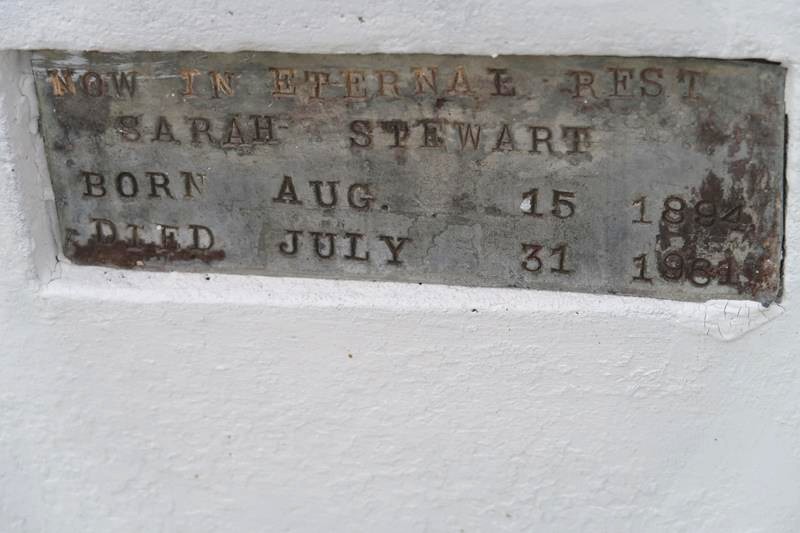 NOW IN ETERNAL REST
SARAH STEWART
BORN AUG. 15 1894
DIED JULY 31 1961